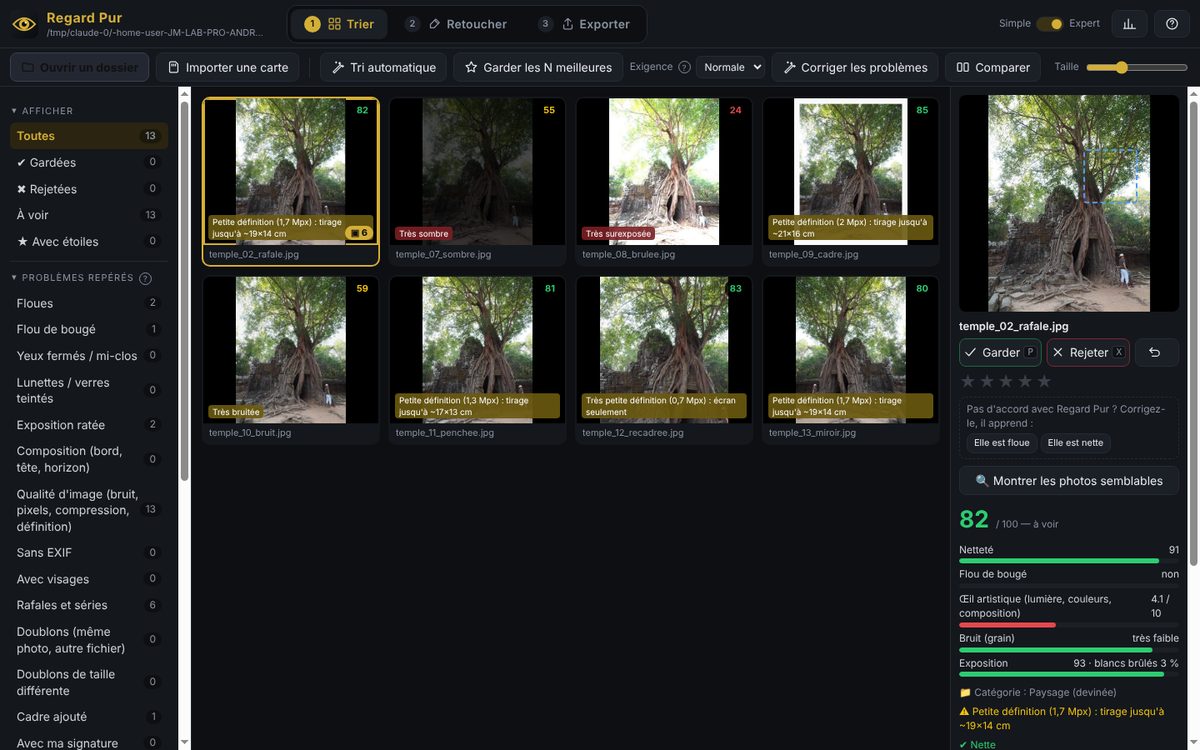 Regard Pur
/tmp/claude-0/-home-user-JM-LAB-PRO-ANDR...
1 Trier
2 Retoucher
3 Exporter
Simple Expert
Ouvrir un dossier
Importer une carte
Tri automatique
Garder les N meilleures
Exigence ?
Normale
Corriger les problèmes
Comparer
Taille
▾ AFFICHER
Toutes 13
✔ Gardées 0
✖ Rejetées 0
À voir 13
★ Avec étoiles 0
▾ PROBLÈMES REPÉRÉS ?
Floues 2
Flou de bougé 1
Yeux fermés / mi-clos 0
Lunettes / verres
teintés 0
Exposition ratée 2
Composition (bord,
tête, horizon) 0
Qualité d'image (bruit,
pixels, compression, 13
définition)
Sans EXIF 0
Avec visages 0
Rafales et séries 6
Doublons (même
photo, autre fichier) 0
Doublons de taille
différente 0
Cadre ajouté 1
Avec ma signature 0
82
Petite définition (1,7 Mpx) : tirage
jusqu'à ~19×14 cm
▣ 6
temple_02_rafale.jpg
55
Très sombre
temple_07_sombre.jpg
24
Très surexposée
temple_08_brulee.jpg
85
Petite définition (2 Mpx) : tirage
jusqu'à ~21×16 cm
temple_09_cadre.jpg
59
Très bruitée
temple_10_bruit.jpg
81
Petite définition (1,3 Mpx) : tirage
jusqu'à ~17×13 cm
temple_11_penchee.jpg
83
Très petite définition (0,7 Mpx) : écran
seulement
temple_12_recadree.jpg
80
Petite définition (1,7 Mpx) : tirage
jusqu'à ~19×14 cm
temple_13_miroir.jpg
temple_02_rafale.jpg
✓ Garder P
✕ Rejeter X
★ ★ ★ ★ ★
Pas d'accord avec Regard Pur ? Corrigez-
le, il apprend :
Elle est floue
Elle est nette
🔍 Montrer les photos semblables
82 / 100 — à voir
Netteté 91
Flou de bougé non
Œil artistique (lumière, couleurs, 4.1 /
composition) 10
Bruit (grain) très faible
Exposition 93 · blancs brûlés 3 %
📁 Catégorie : Paysage (devinée)
⚠ Petite définition (1,7 Mpx) : tirage jusqu'à
~19×14 cm
✔ Nette